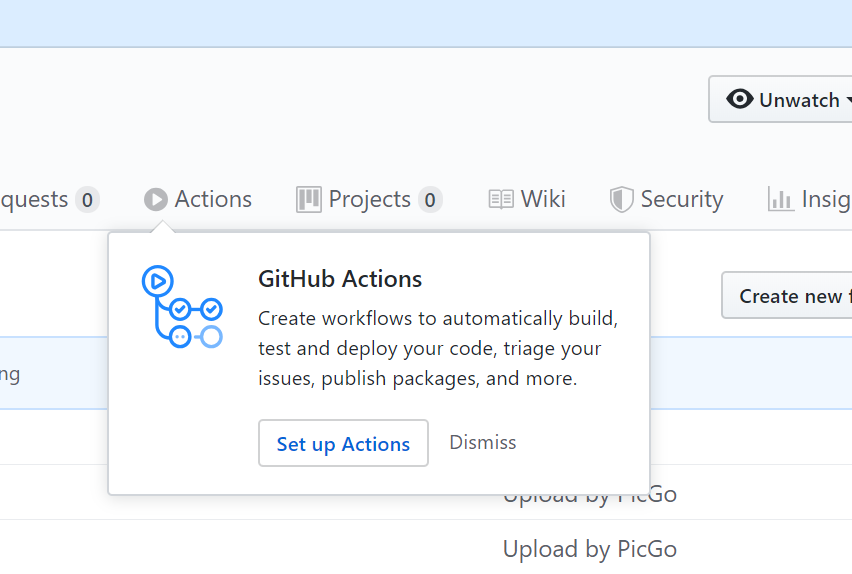 Unwatch
quests 0 Actions Projects 0 Wiki Security Insig
GitHub Actions
Create new f
Create workflows to automatically build,
test and deploy your code, triage your
issues, publish packages, and more.
ng
Set up Actions Dismiss
Upload by PicGo
Upload by PicGo